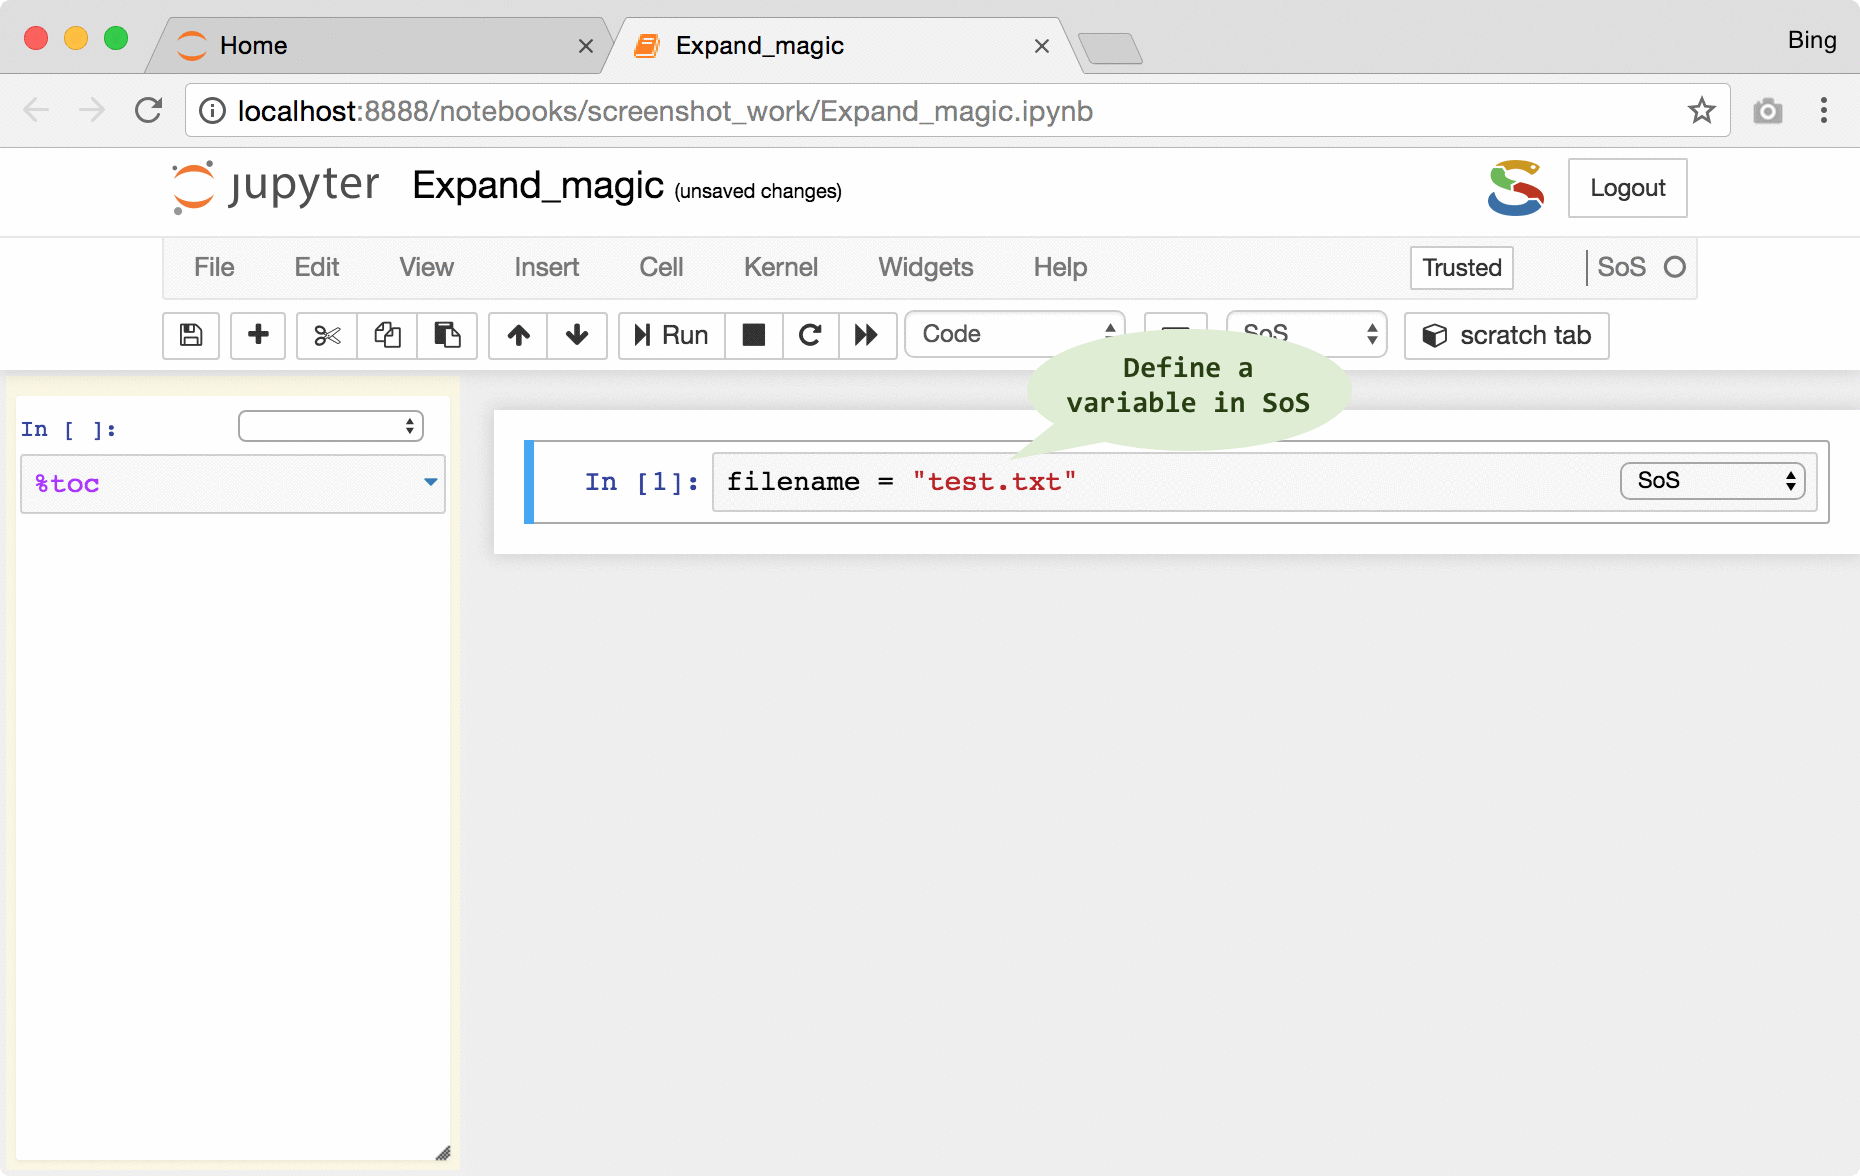 Home
Expand_magic
Bing
localhost:8888/notebooks/screenshot_work/Expand_magic.ipynb
jupyter Expand_magic (unsaved changes)
Logout
File Edit View Insert Cell Kernel Widgets Help
Trusted
SoS
Run
Code
SoS
scratch tab
Define a
variable in SoS
In [ ]:
%toc
In [1]: filename = "test.txt"
SoS